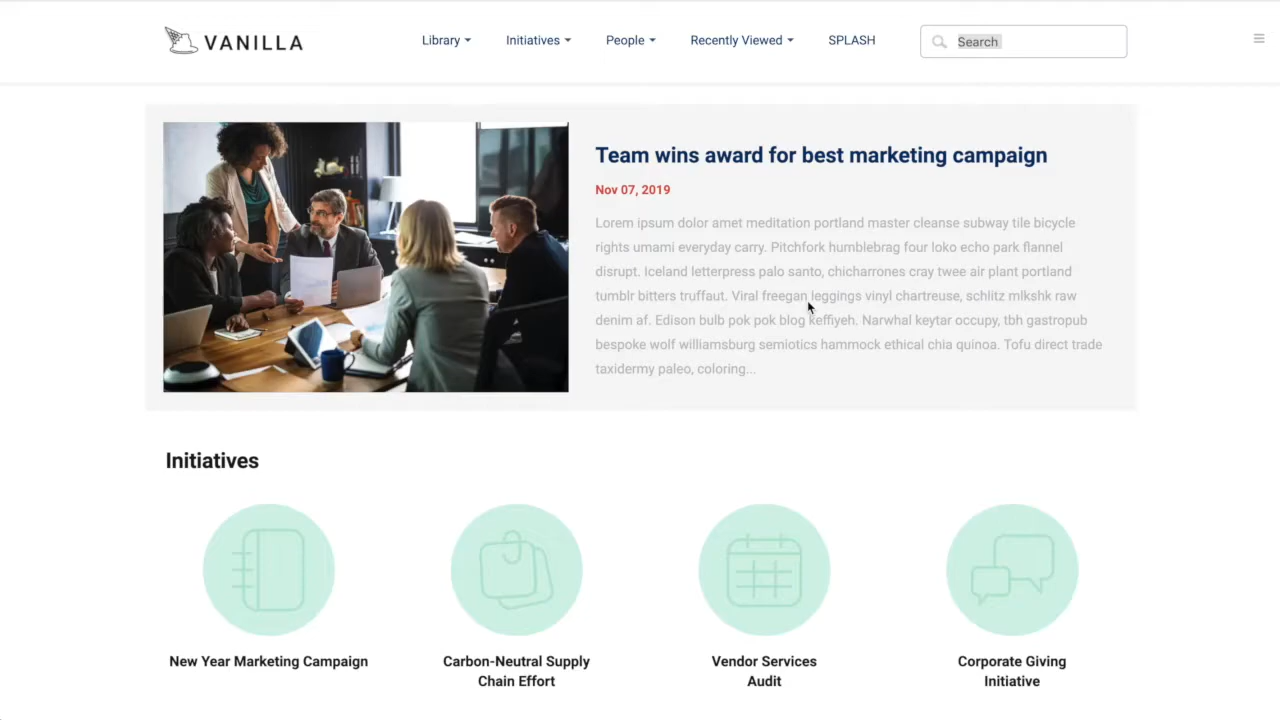 VANILLA
Library
Initiatives
People
Recently Viewed
SPLASH
Search
Team wins award for best marketing campaign
Nov 07, 2019
Lorem ipsum dolor amet meditation portland master cleanse subway tile bicycle
rights umami everyday carry. Pitchfork humblebrag four loko echo park flannel
disrupt. Iceland letterpress palo santo, chicharrones cray twee air plant portland
tumblr bitters truffaut. Viral freegan leggings vinyl chartreuse, schlitz mlkshk raw
denim af. Edison bulb pok pok blog keffiyeh. Narwhal keytar occupy, tbh gastropub
bespoke wolf williamsburg semiotics hammock ethical chia quinoa. Tofu direct trade
taxidermy paleo, coloring...
Initiatives
New Year Marketing Campaign
Carbon-Neutral Supply
Chain Effort
Vendor Services
Audit
Corporate Giving
Initiative